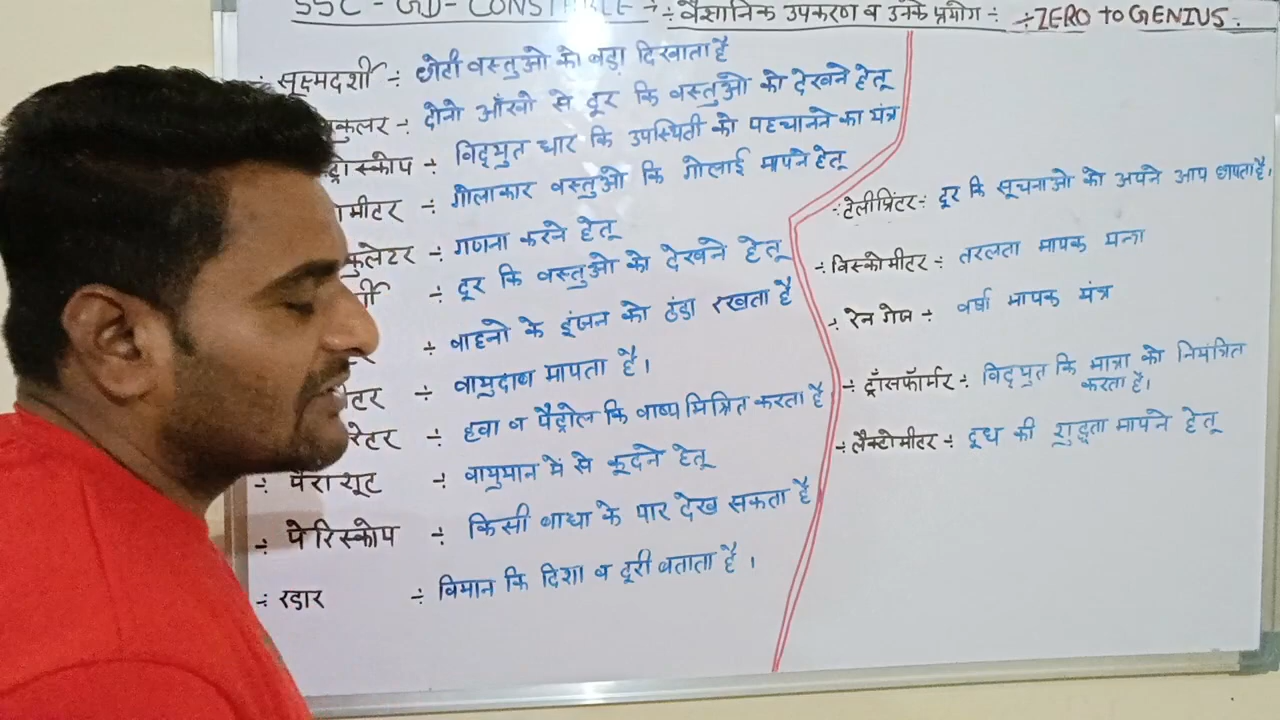 SSC - GD - CONSTABLE - ÷ वैज्ञानिक उपकरण व उनके प्रयोग ÷ ÷ ZERO to GENIUS.
÷ सूक्ष्मदर्शी ÷ छोटी वस्तुओ को बड़ा दिखाता है
कुलर ÷ दोनो आँखो से दूर कि वस्तुओ को देखने हेतू
स्कोप ÷ विद्युत धार कि उपस्थिती को पहचानने का यंत्र
मीटर ÷ गोलाकार वस्तुओ कि गोलाई मापने हेतू
कुलेटर ÷ गणना करने हेतू
÷ दूर कि वस्तुओ को देखने हेतू
÷ वाहनो के इंजन को ठंडा रखता है
टर ÷ वायुदाब मापता है।
रेटर ÷ हवा व पैट्रोल कि वाष्प मिश्रित करता है
÷ पैराशूट ÷ वायुमान में से कूदने हेतू
÷ पेरिस्कोप ÷ किसी बाधा के पार देख सकता है
÷ रडार ÷ विमान कि दिशा व दूरी बताता है।
÷ टेलीप्रिंटर ÷ दूर कि सूचनाओ को अपने आप छापता है।
÷ विस्कोमीटर ÷ तरलता मापक यन्त्र
÷ रेन गेज ÷ वर्षा मापक यंत्र
÷ ट्राँसफॉर्मर ÷ विद्युत कि मात्रा को नियंत्रित
करता है।
÷ लैक्टोमीटर ÷ दूध की शुद्धता मापने हेतू